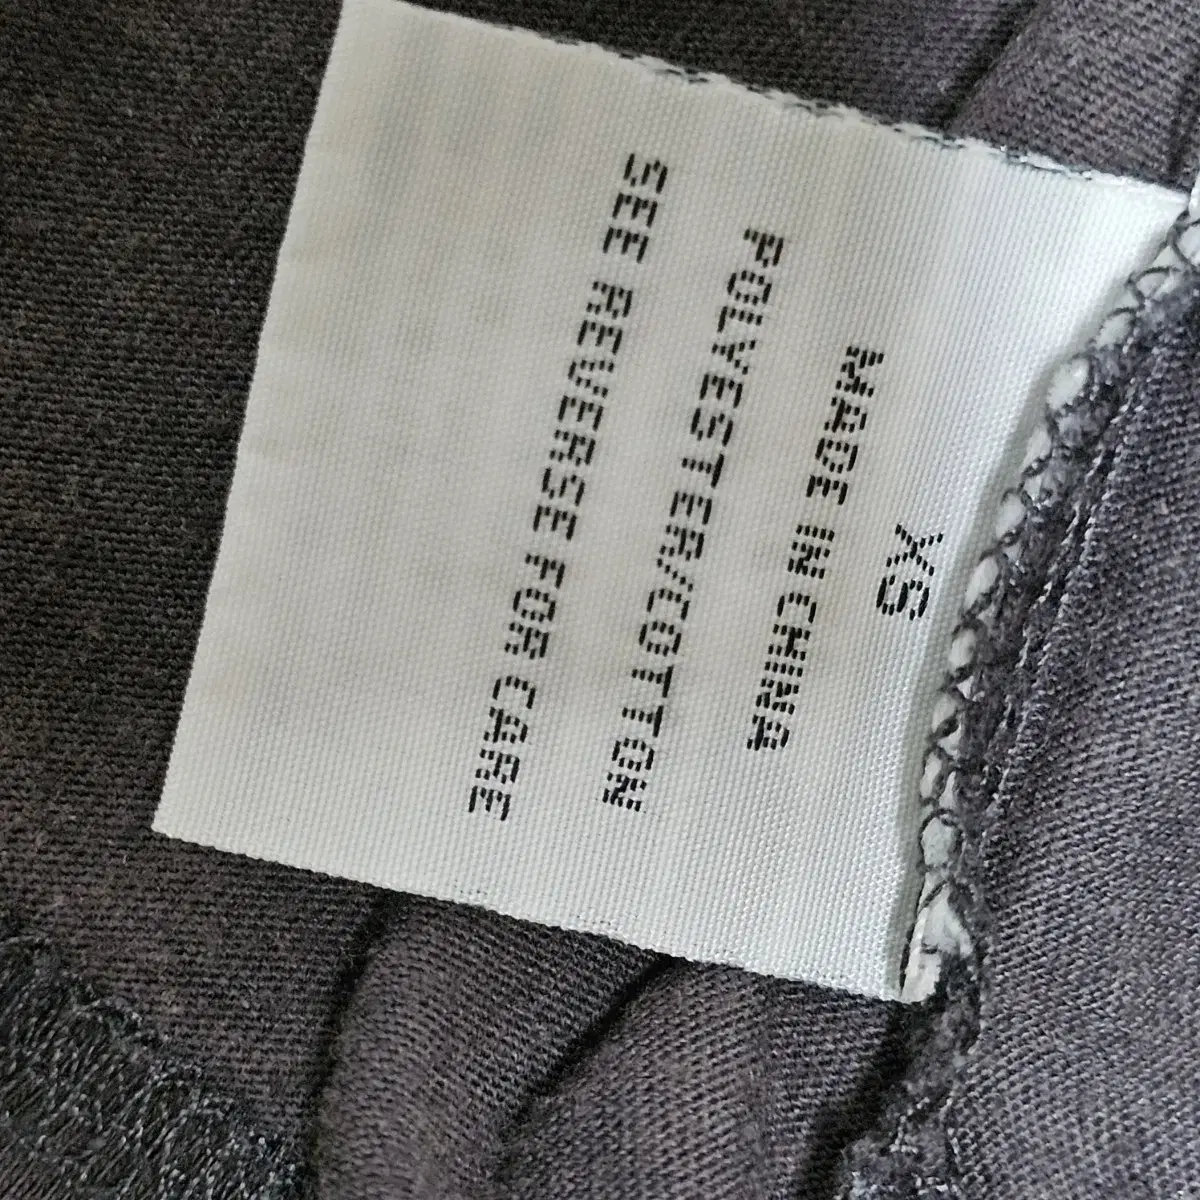 XS
MADE IN CHINA
POLYESTER/COTTON
SEE REVERSE FOR CARE